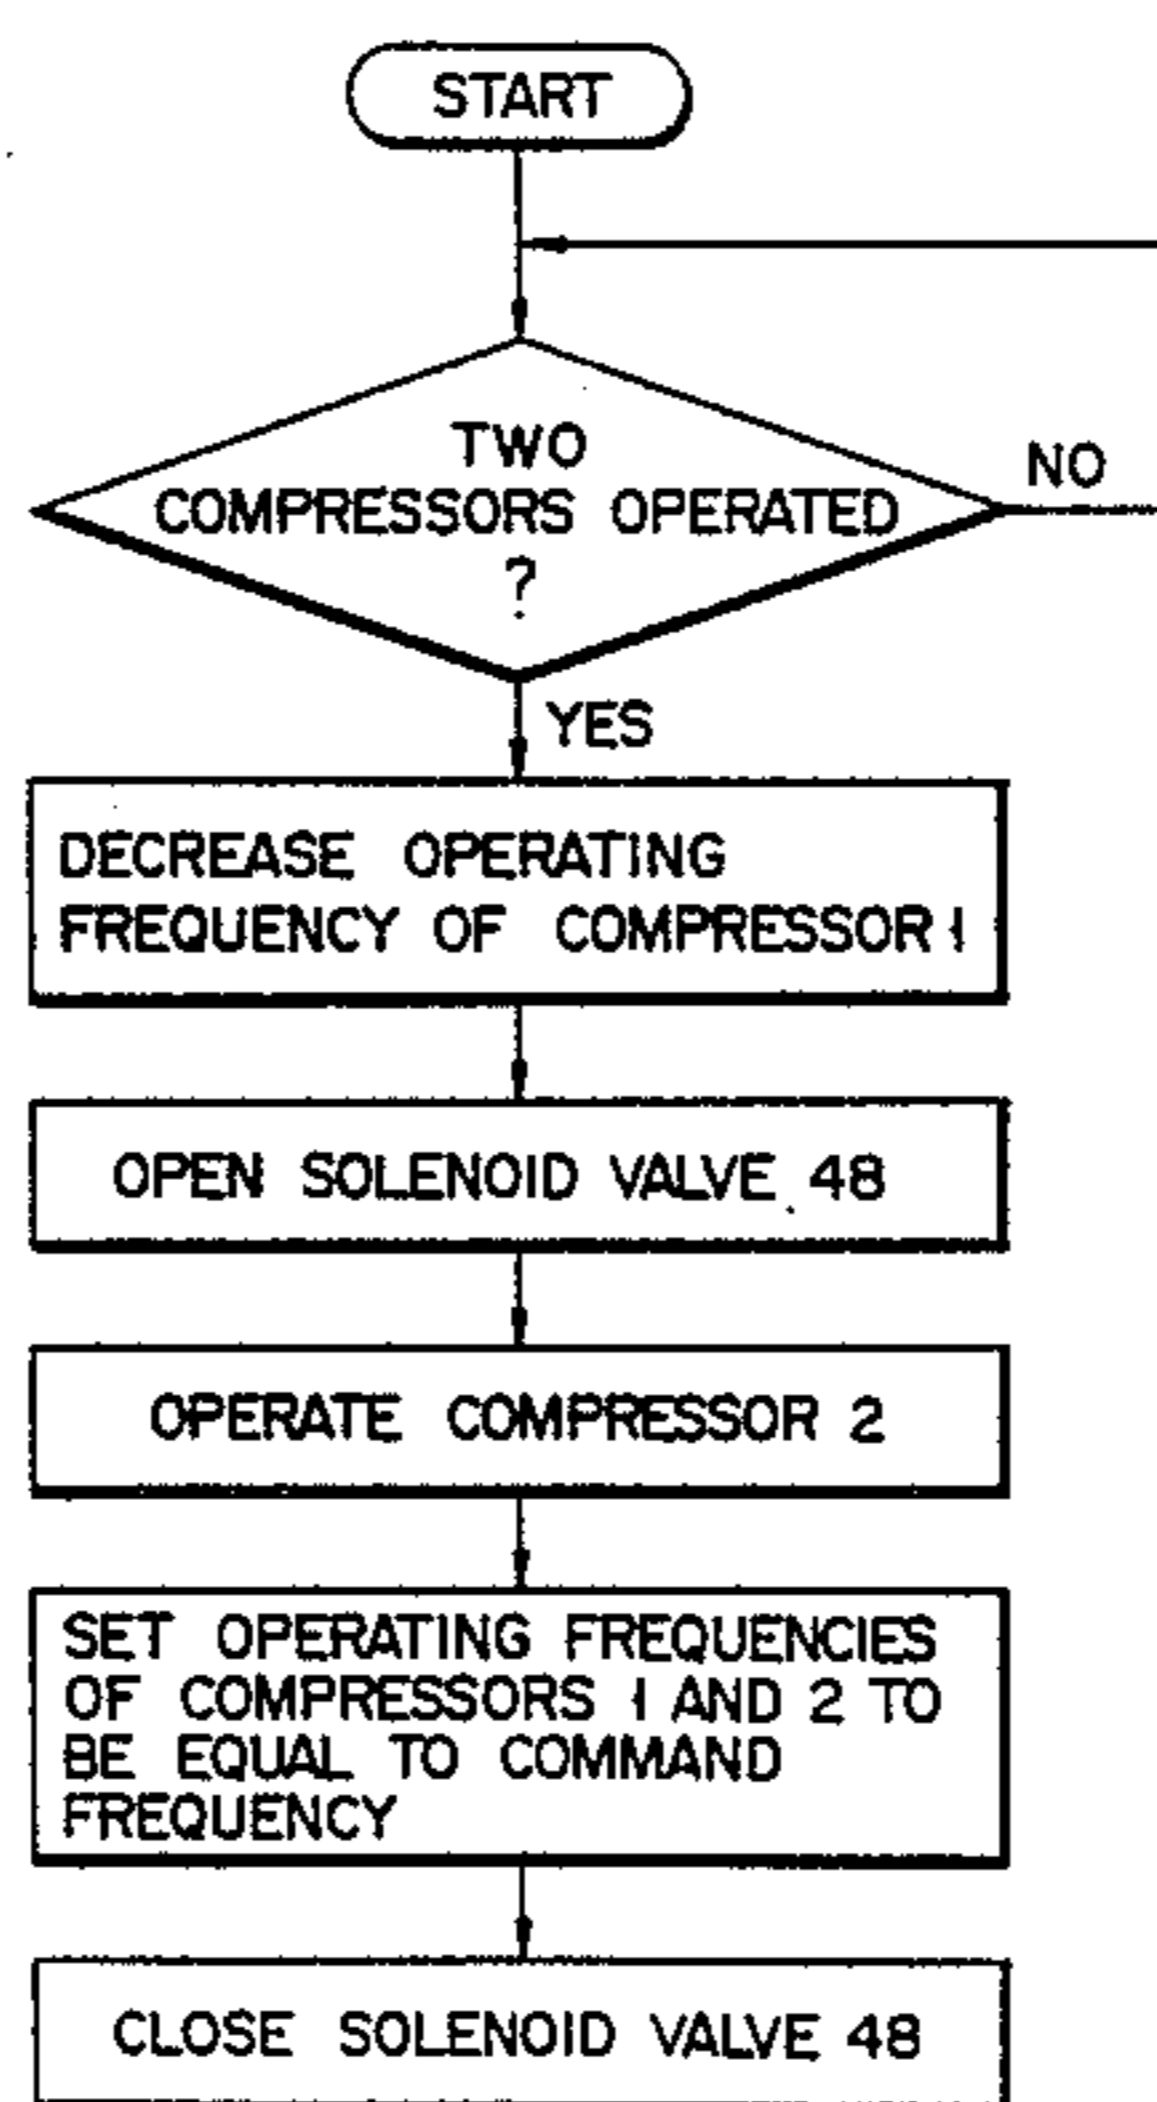 START
TWO
COMPRESSORS OPERATED
?
NO
YES
DECREASE OPERATING
FREQUENCY OF COMPRESSOR 1
OPEN SOLENOID VALVE 48
OPERATE COMPRESSOR 2
SET OPERATING FREQUENCIES
OF COMPRESSORS 1 AND 2 TO
BE EQUAL TO COMMAND
FREQUENCY
CLOSE SOLENOID VALVE 48